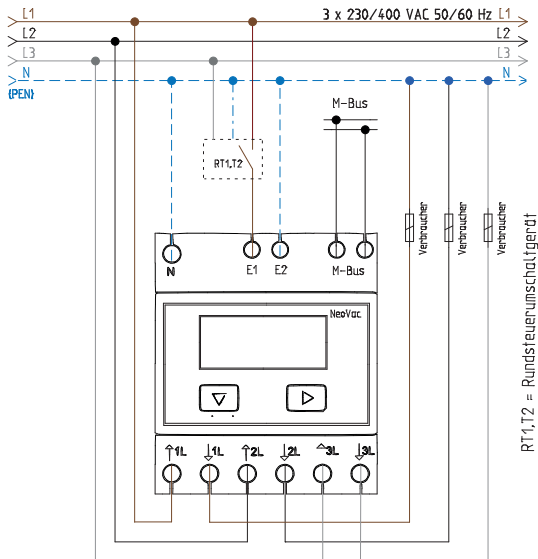 L1 3 x 230/400 VAC 50/60 Hz L1
L2 L2
L3 L3
N N
(PEN)
M-Bus
RT1,T2
Verbraucher
Verbraucher
Verbraucher
N E1 E2 M-Bus
NeoVac
↑1L ↓1L ↑2L ↓2L ↑3L ↓3L
RT1,T2 = Rundsteuerumschaltgerät